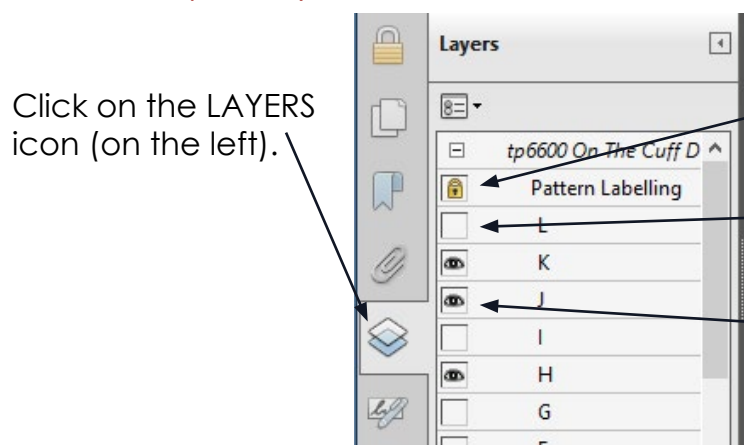 Layers
Click on the LAYERS
icon (on the left).
tp6600 On The Cuff D
Pattern Labelling
L
K
J
I
H
G